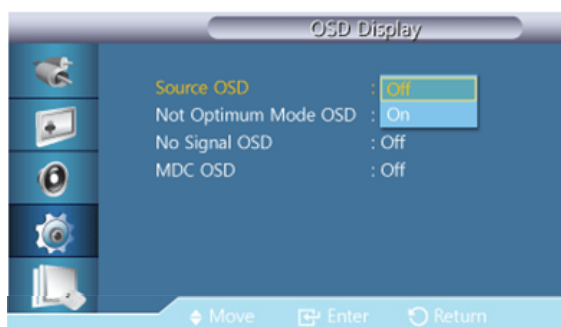 OSD Display
Source OSD : Off
Not Optimum Mode OSD : On
No Signal OSD : Off
MDC OSD : Off
Move Enter Return